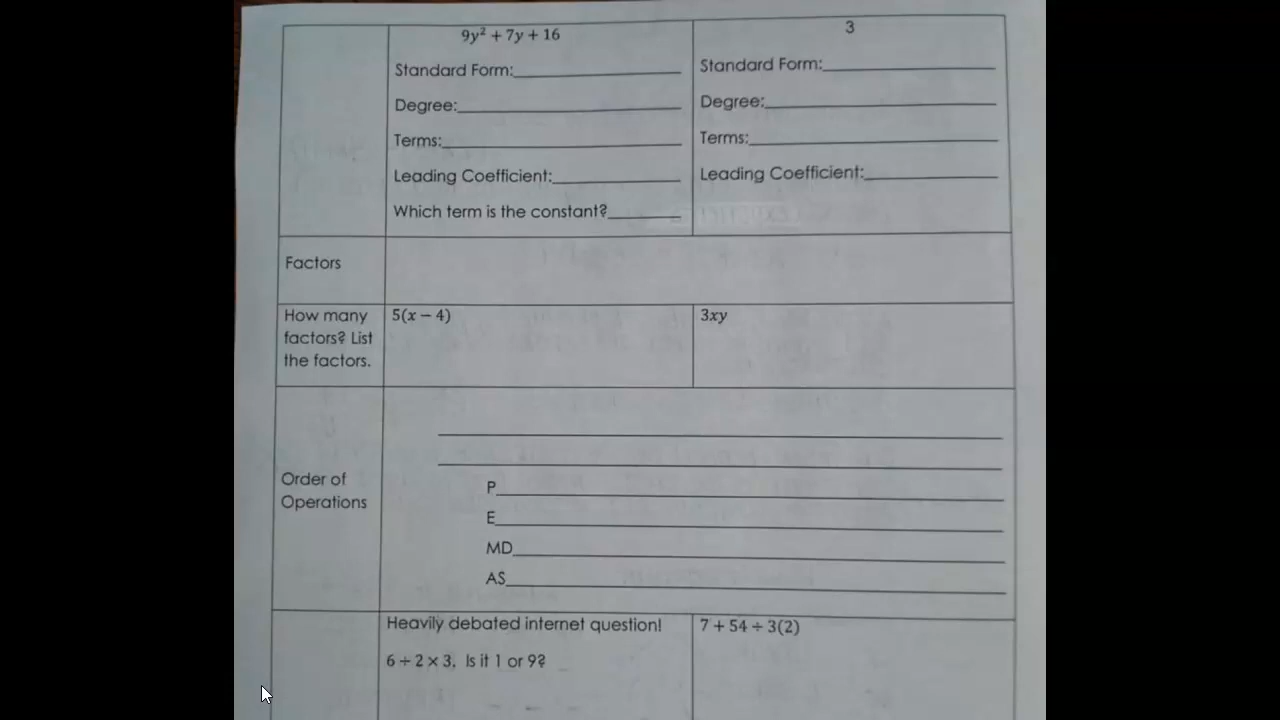 9y² + 7y + 16
Standard Form:
Degree:
Terms:
Leading Coefficient:
Which term is the constant?
3
Standard Form:
Degree:
Terms:
Leading Coefficient:
Factors
How many
factors? List
the factors.
5(x − 4)
3xy
Order of
Operations
P
E
MD
AS
Heavily debated internet question!
6 ÷ 2 × 3. Is it 1 or 9?
7 + 54 ÷ 3(2)